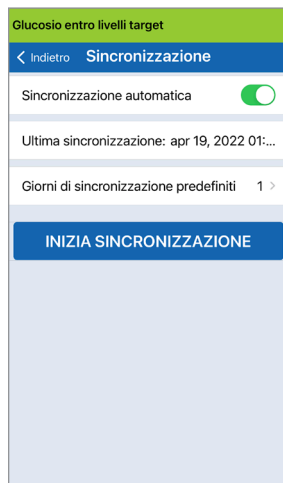 Glucosio entro livelli target
Indietro Sincronizzazione
Sincronizzazione automatica
Ultima sincronizzazione: apr 19, 2022 01:...
Giorni di sincronizzazione predefiniti 1
INIZIA SINCRONIZZAZIONE